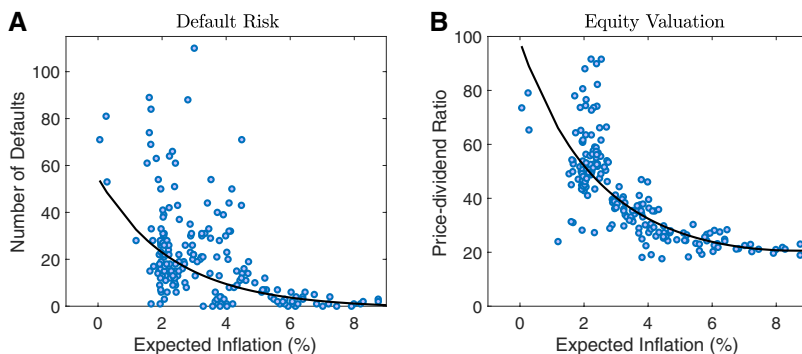 A
Default Risk
Number of Defaults
100
80
60
40
20
0
0 2 4 6 8
Expected Inflation (%)
B
Equity Valuation
Price-dividend Ratio
100
80
60
40
20
0
0 2 4 6 8
Expected Inflation (%)